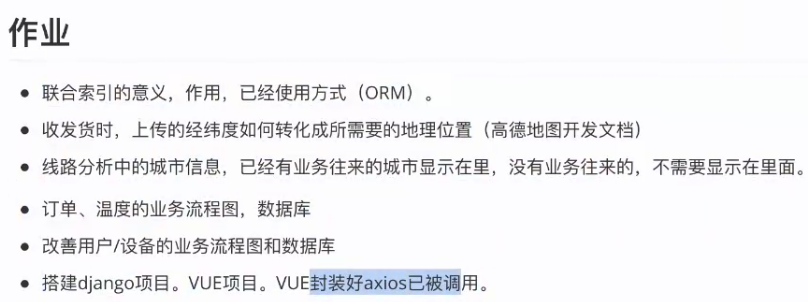 作业
联合索引的意义，作用，已经使用方式（ORM）。
收发货时，上传的经纬度如何转化成所需要的地理位置（高德地图开发文档）
线路分析中的城市信息，已经有业务往来的城市显示在里，没有业务往来的，不需要显示在里面。
订单、温度的业务流程图，数据库
改善用户/设备的业务流程图和数据库
搭建django项目。VUE项目。VUE封装好axios已被调用。